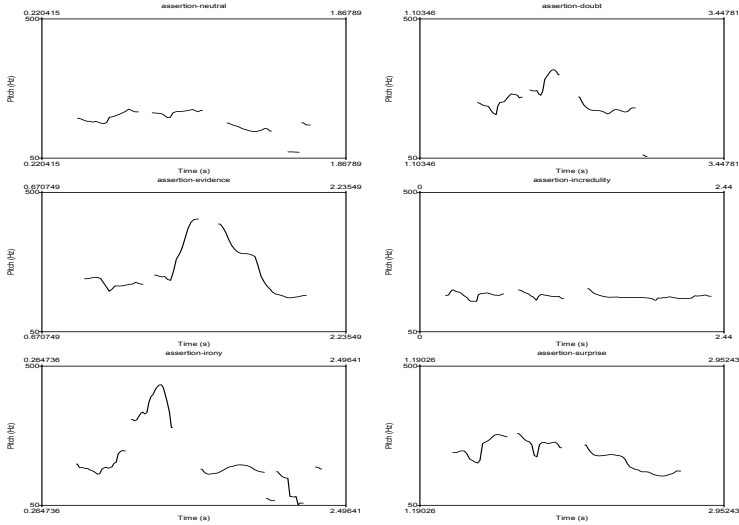 assertion-neutral
0.220415 1.86789
500
Pitch (Hz)
50
0.220415 1.86789
Time (s)
assertion-doubt
1.10346 3.44781
500
Pitch (Hz)
50
1.10346 3.44781
Time (s)
assertion-evidence
0.670749 2.23549
500
Pitch (Hz)
50
0.670749 2.23549
Time (s)
assertion-incredulity
0 2.44
500
Pitch (Hz)
50
0 2.44
Time (s)
assertion-irony
0.264736 2.49641
500
Pitch (Hz)
50
0.264736 2.49641
Time (s)
assertion-surprise
1.19026 2.95243
500
Pitch (Hz)
50
1.19026 2.95243
Time (s)